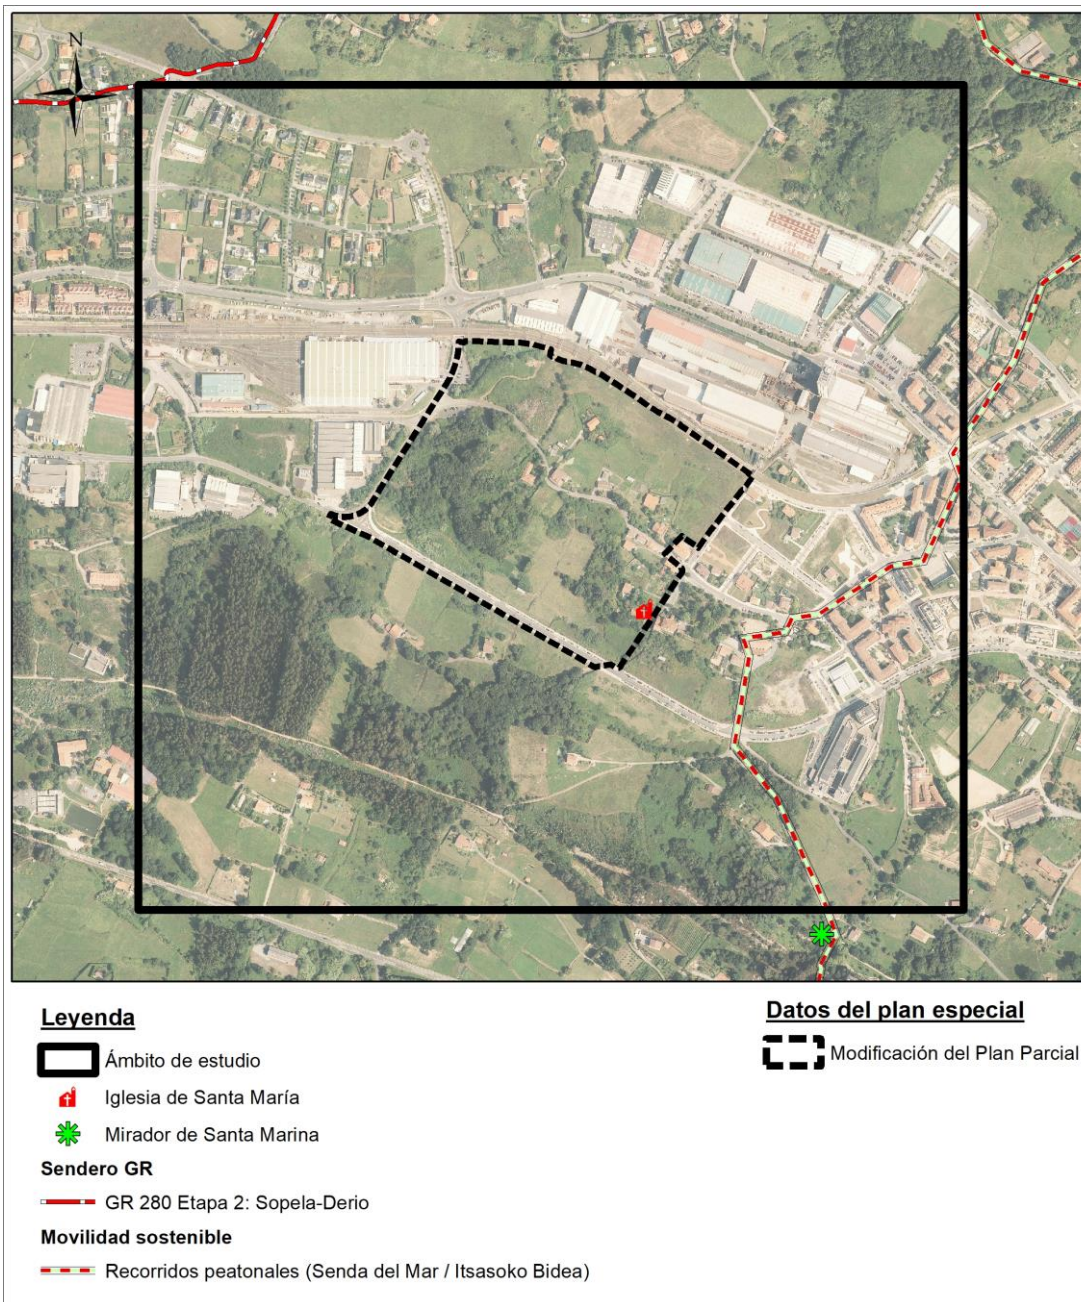 N
Leyenda
Ámbito de estudio
Iglesia de Santa María
Mirador de Santa Marina
Sendero GR
GR 280 Etapa 2: Sopela-Derio
Movilidad sostenible
Recorridos peatonales (Senda del Mar / Itsasoko Bidea)
Datos del plan especial
Modificación del Plan Parcial